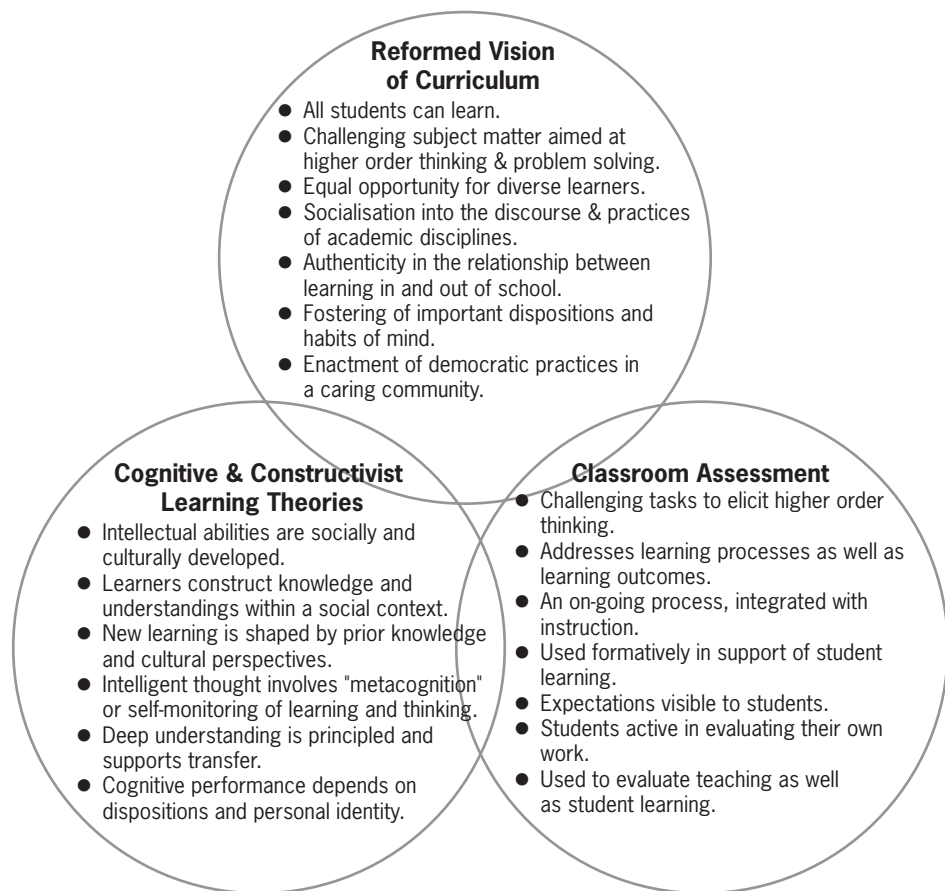 Reformed Vision
of Curriculum
● All students can learn.
● Challenging subject matter aimed at
higher order thinking & problem solving.
● Equal opportunity for diverse learners.
● Socialisation into the discourse & practices
of academic disciplines.
● Authenticity in the relationship between
learning in and out of school.
● Fostering of important dispositions and
habits of mind.
● Enactment of democratic practices in
a caring community.
Cognitive & Constructivist
Learning Theories
● Intellectual abilities are socially and
culturally developed.
● Learners construct knowledge and
understandings within a social context.
● New learning is shaped by prior knowledge
and cultural perspectives.
● Intelligent thought involves "metacognition"
or self-monitoring of learning and thinking.
● Deep understanding is principled and
supports transfer.
● Cognitive performance depends on
dispositions and personal identity.
Classroom Assessment
● Challenging tasks to elicit higher order
thinking.
● Addresses learning processes as well as
learning outcomes.
● An on-going process, integrated with
instruction.
● Used formatively in support of student
learning.
● Expectations visible to students.
● Students active in evaluating their own
work.
● Used to evaluate teaching as well
as student learning.